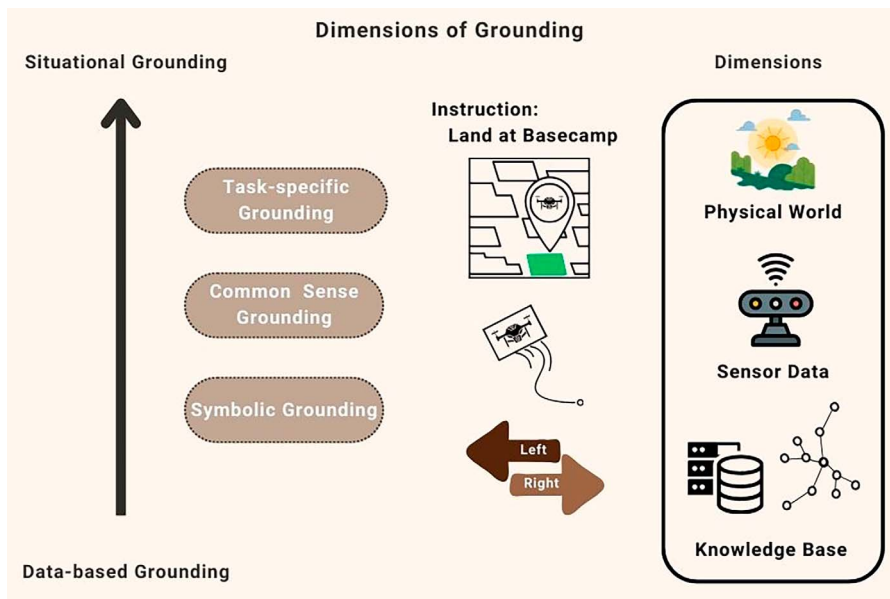 Dimensions of Grounding
Situational Grounding
Dimensions
Instruction:
Land at Basecamp
Task-specific
Grounding
Physical World
Common Sense
Grounding
Sensor Data
Symbolic Grounding
Left
Right
Knowledge Base
Data-based Grounding